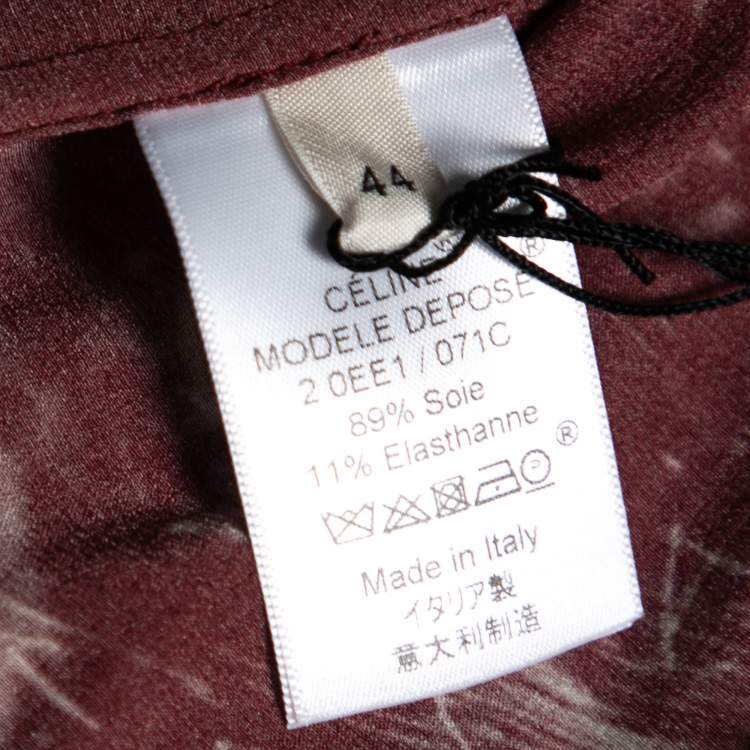 44
®
CÉLINE
MODELE DEPOSE
2 0EE1 / 071C
89% Soie
11% Elasthanne
®
Made in Italy
イタリア製
意大利制造